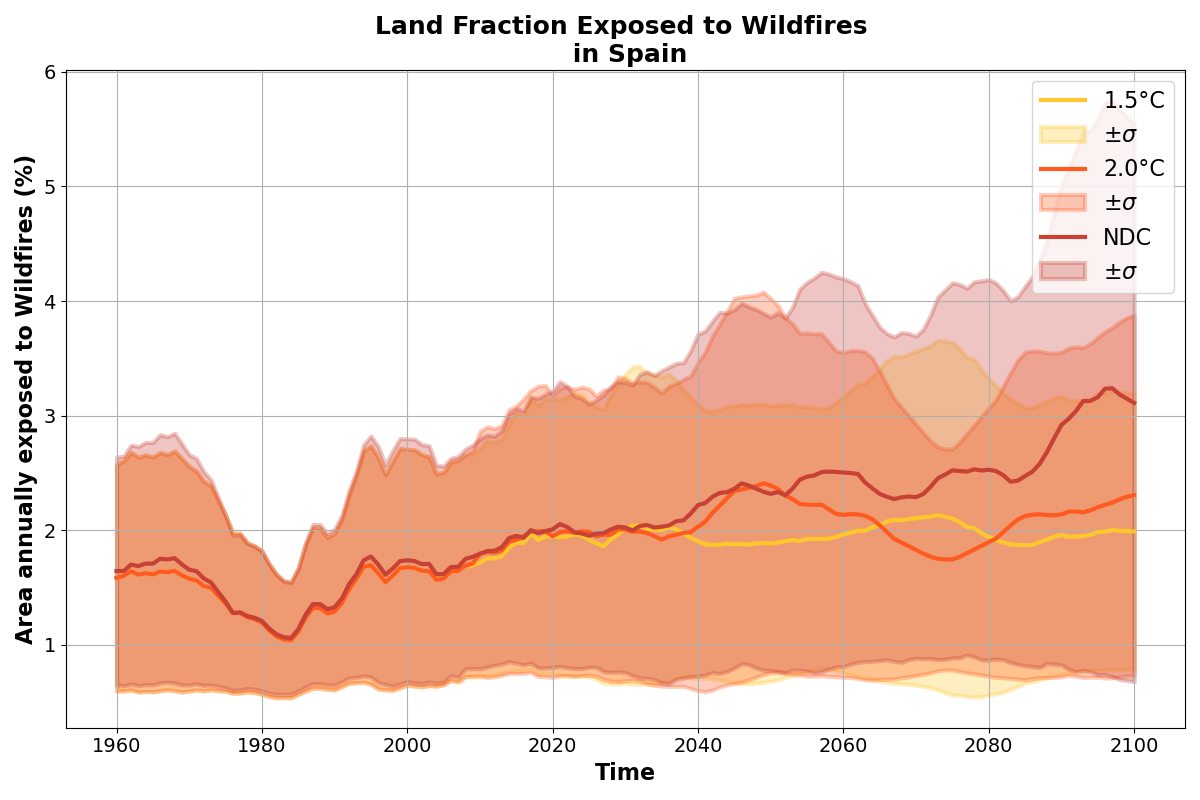 Land Fraction Exposed to Wildfires
in Spain
Area annually exposed to Wildfires (%)
6
5
4
3
2
1
1.5°C
±σ
2.0°C
±σ
NDC
±σ
1960 1980 2000 2020 2040 2060 2080 2100
Time